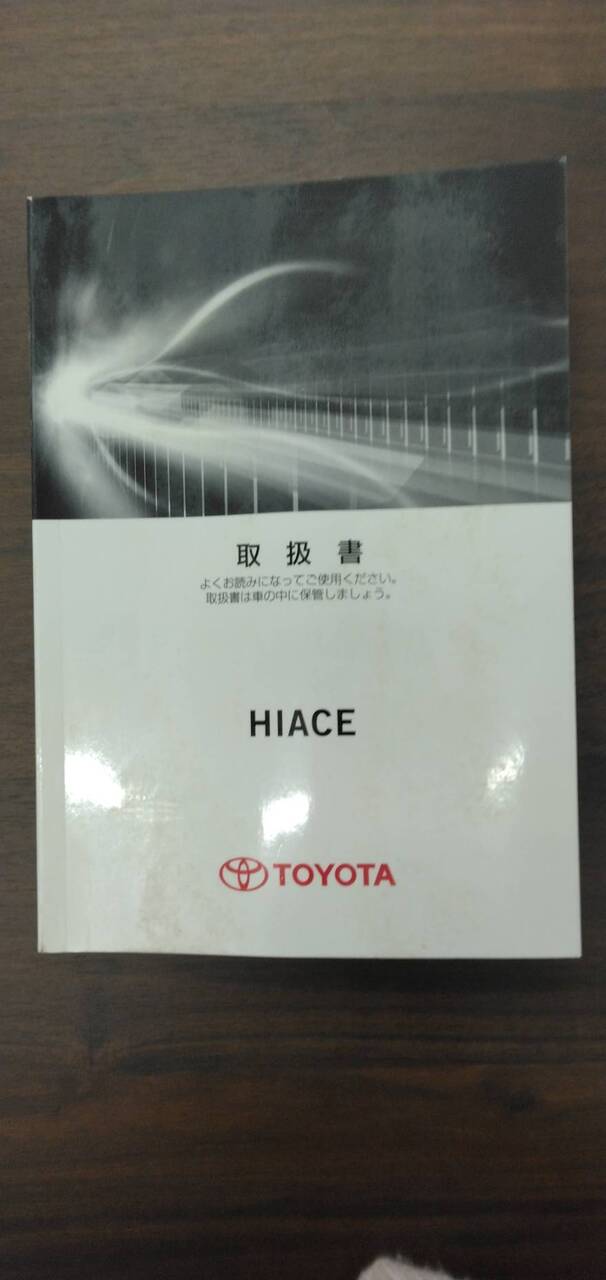 取扱書
よくお読みになってご使用ください。
取扱書は車の中に保管しましょう。
HIACE
TOYOTA